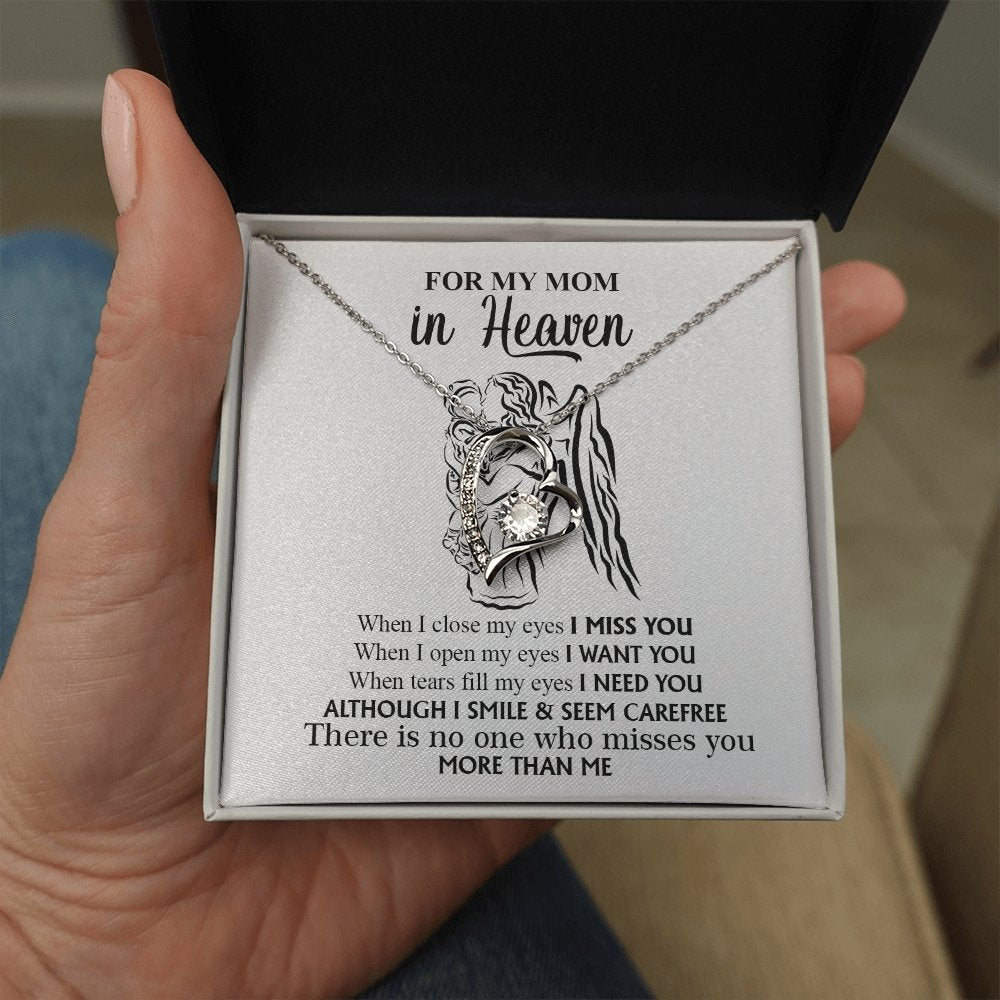 FOR MY MOM
in Heaven
When I close my eyes I MISS YOU
When I open my eyes I WANT YOU
When tears fill my eyes I NEED YOU
ALTHOUGH I SMILE & SEEM CAREFREE
There is no one who misses you
MORE THAN ME